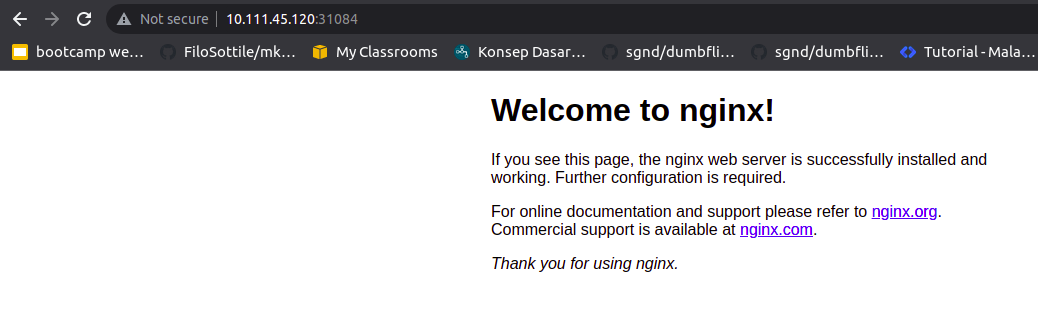 Not secure 10.111.45.120:31084
bootcamp we... FiloSottile/mk... My Classrooms Konsep Dasar... sgnd/dumbfli... sgnd/dumbfli... Tutorial - Mala...
Welcome to nginx!
If you see this page, the nginx web server is successfully installed and
working. Further configuration is required.
For online documentation and support please refer to nginx.org.
Commercial support is available at nginx.com.
Thank you for using nginx.